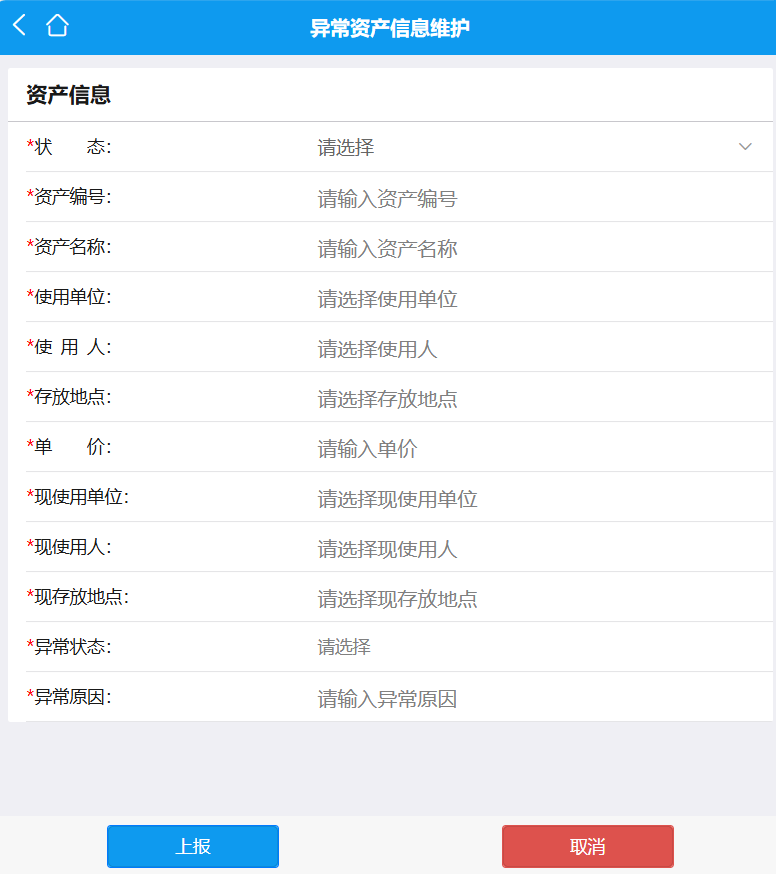 异常资产信息维护
资产信息
*状 态: 请选择
*资产编号: 请输入资产编号
*资产名称: 请输入资产名称
*使用单位: 请选择使用单位
*使 用 人: 请选择使用人
*存放地点: 请选择存放地点
*单 价: 请输入单价
*现使用单位: 请选择现使用单位
*现使用人: 请选择现使用人
*现存放地点: 请选择现存放地点
*异常状态: 请选择
*异常原因: 请输入异常原因
上报 取消